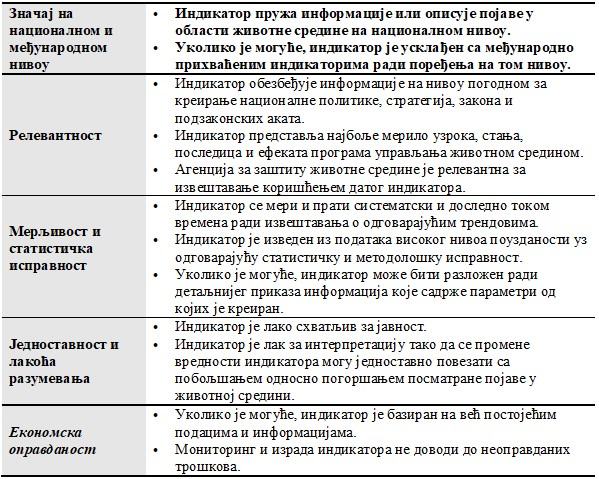 Значај на
националном и
међународном
нивоу
• Индикатор пружа информације или описује појаве у
области животне средине на националном нивоу.
• Уколико је могуће, индикатор је усклађен са међународно
прихваћеним индикаторима ради поређења на том нивоу.
Релевантност
• Индикатор обезбеђује информације на нивоу погодном за
креирање националне политике, стратегија, закона и
подзаконских аката.
• Индикатор представља најбоље мерило узрока, стања,
последица и ефеката програма управљања животном средином.
• Агенција за заштиту животне средине је релевантна за
извештавање коришћењем датог индикатора.
Мерљивост и
статистичка
исправност
• Индикатор се мери и прати систематски и доследно током
времена ради извештавања о одговарајућим трендовима.
• Индикатор је изведен из података високог нивоа поузданости уз
одговарајућу статистичку и методолошку исправност.
• Уколико је могуће, индикатор може бити разложен ради
детаљнијег приказа информација које садрже параметри од
којих је креиран.
Једноставност и
лакоћа
разумевања
• Индикатор је лако схватљив за јавност.
• Индикатор је лак за интерпретацију тако да се промене
вредности индикатора могу једноставно повезати са
побољшањем односно погоршањем посматране појаве у
животној средини.
Економска
оправданост
• Уколико је могуће, индикатор је базиран на већ постојећим
подацима и информацијама.
• Мониторинг и израда индикатора не доводи до неоправданих
трошкова.